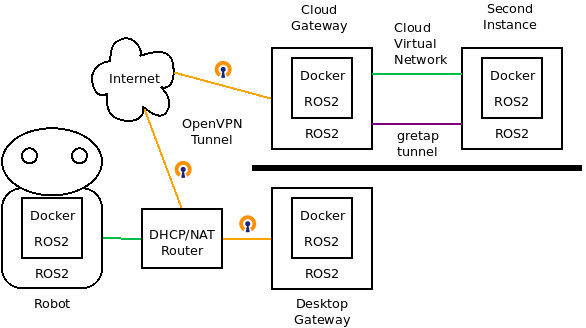 Cloud
Gateway
Second
Instance
Cloud
Virtual
Network
Internet
Docker
ROS2
ROS2
Docker
ROS2
ROS2
OpenVPN
Tunnel
gretap
tunnel
Docker
ROS2
ROS2
Robot
DHCP/NAT
Router
Docker
ROS2
ROS2
Desktop
Gateway